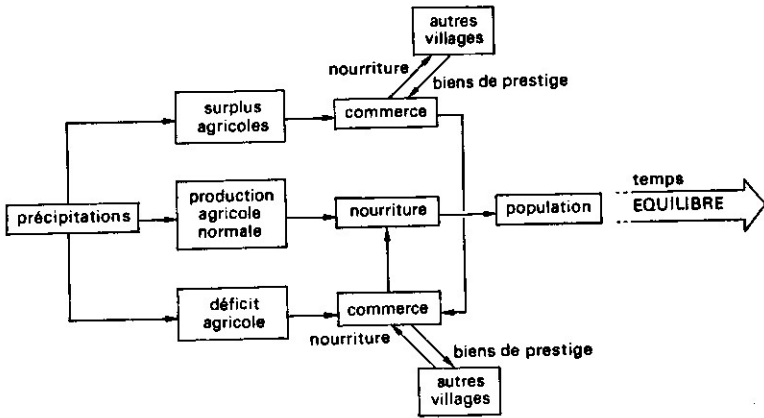 autres
villages
nourriture
biens de prestige
surplus
agricoles
commerce
précipitations
production
agricole
normale
nourriture
population
temps
EQUILIBRE
déficit
agricole
commerce
nourriture
biens de prestige
autres
villages